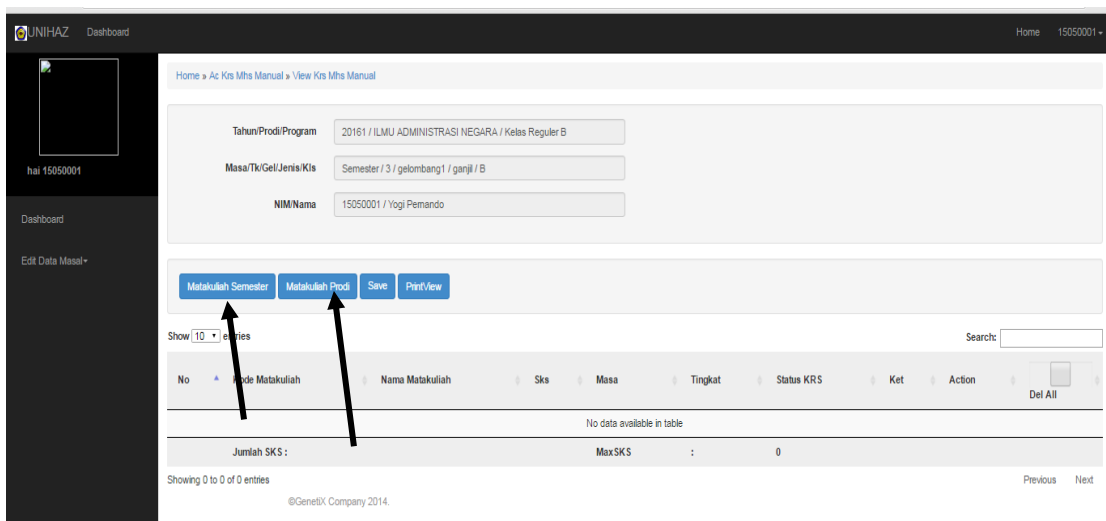 UNIHAZ Dashboard Home 15050001
Home » Ac Krs Mhs Manual » View Krs Mhs Manual
Tahun/Prodi/Program 20161 / ILMU ADMINISTRASI NEGARA / Kelas Reguler B
hai 15050001
Masa/Tk/Gel/Jenis/Kls Semester / 3 / gelombang1 / ganjil / B
NIM/Nama 15050001 / Yogi Pernando
Dashboard
Edit Data Masal
Matakuliah Semester Matakuliah Prodi Save PrintView
Show 10 entries Search:
No Kode Matakuliah Nama Matakuliah Sks Masa Tingkat Status KRS Ket Action Del All
No data available in table
Jumlah SKS : MaxSKS : 0
Showing 0 to 0 of 0 entries Previous Next
©GenetiX Company 2014.